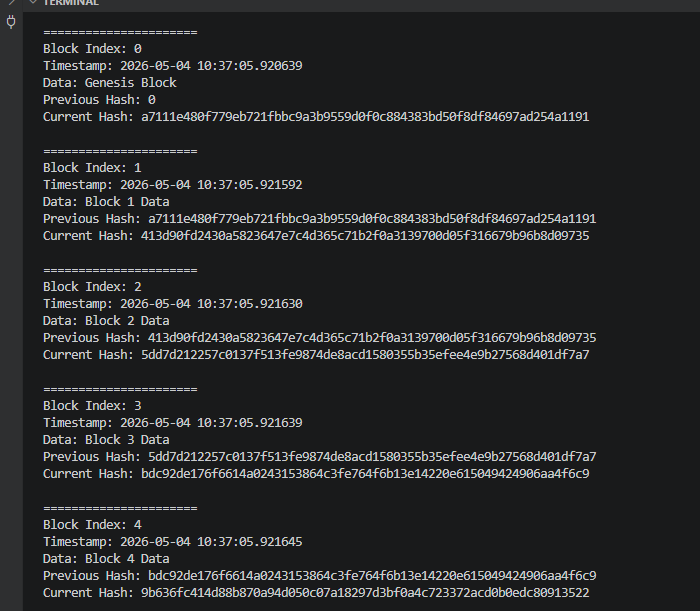 TERMINAL
======================
Block Index: 0
Timestamp: 2026-05-04 10:37:05.920639
Data: Genesis Block
Previous Hash: 0
Current Hash: a7111e480f779eb721fbbc9a3b9559d0f0c884383bd50f8df84697ad254a1191
======================
Block Index: 1
Timestamp: 2026-05-04 10:37:05.921592
Data: Block 1 Data
Previous Hash: a7111e480f779eb721fbbc9a3b9559d0f0c884383bd50f8df84697ad254a1191
Current Hash: 413d90fd2430a5823647e7c4d365c71b2f0a3139700d05f316679b96b8d09735
======================
Block Index: 2
Timestamp: 2026-05-04 10:37:05.921630
Data: Block 2 Data
Previous Hash: 413d90fd2430a5823647e7c4d365c71b2f0a3139700d05f316679b96b8d09735
Current Hash: 5dd7d212257c0137f513fe9874de8acd1580355b35efee4e9b27568d401df7a7
======================
Block Index: 3
Timestamp: 2026-05-04 10:37:05.921639
Data: Block 3 Data
Previous Hash: 5dd7d212257c0137f513fe9874de8acd1580355b35efee4e9b27568d401df7a7
Current Hash: bdc92de176f6614a0243153864c3fe764f6b13e14220e615049424906aa4f6c9
======================
Block Index: 4
Timestamp: 2026-05-04 10:37:05.921645
Data: Block 4 Data
Previous Hash: bdc92de176f6614a0243153864c3fe764f6b13e14220e615049424906aa4f6c9
Current Hash: 9b636fc414d88b870a94d050c07a18297d3bf0a4c723372acd0b0edc80913522